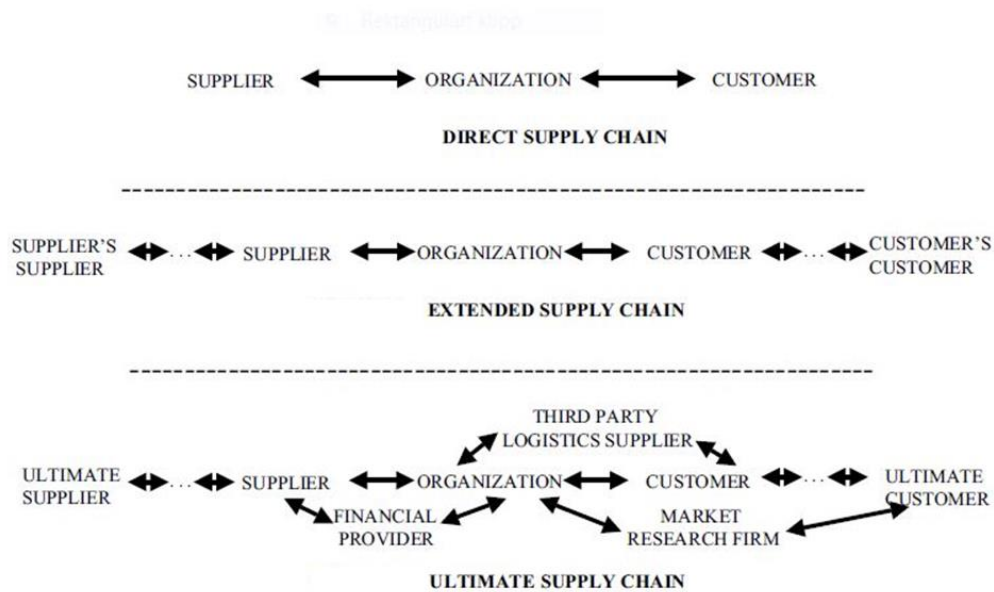 SUPPLIER ORGANIZATION CUSTOMER
DIRECT SUPPLY CHAIN
SUPPLIER'S
SUPPLIER
... SUPPLIER ORGANIZATION CUSTOMER ...
CUSTOMER'S
CUSTOMER
EXTENDED SUPPLY CHAIN
THIRD PARTY
LOGISTICS SUPPLIER
ULTIMATE
SUPPLIER
... SUPPLIER ORGANIZATION CUSTOMER ...
ULTIMATE
CUSTOMER
FINANCIAL
PROVIDER
MARKET
RESEARCH FIRM
ULTIMATE SUPPLY CHAIN